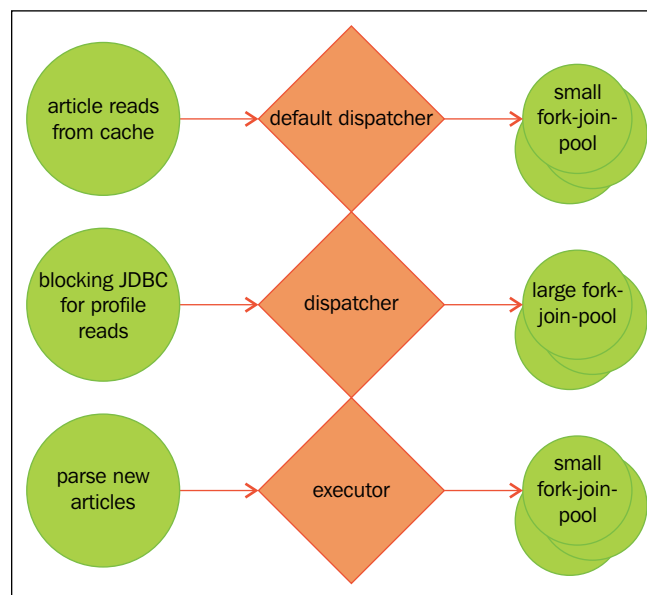 article reads
from cache
default dispatcher
small
fork-join-
pool
blocking JDBC
for profile
reads
dispatcher
large fork-
join-pool
parse new
articles
executor
small
fork-join-
pool